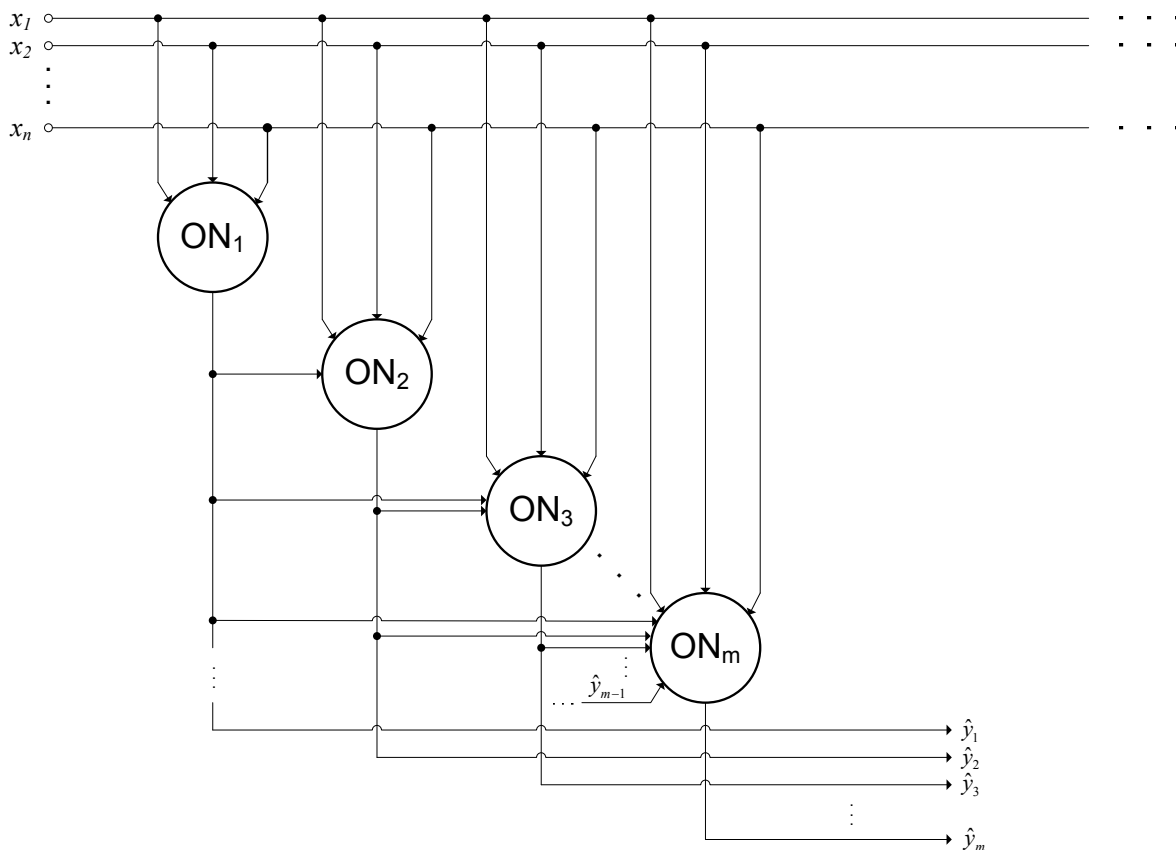 x₁
x₂
xₙ
ON₁
ON₂
ON₃
ONₘ
ŷₘ₋₁
ŷ₁
ŷ₂
ŷ₃
ŷₘ